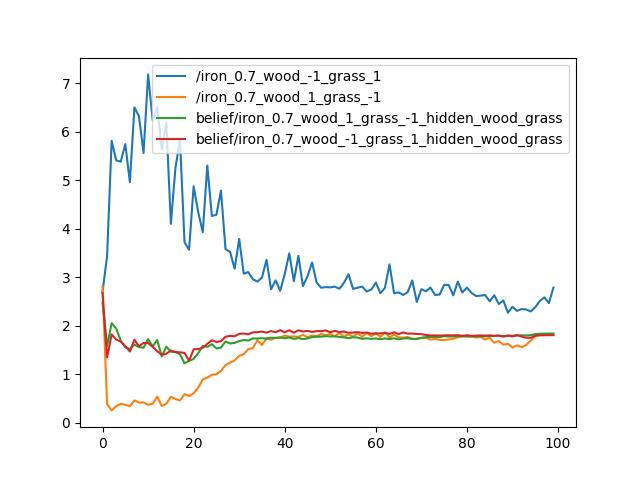 /iron_0.7_wood_-1_grass_1
/iron_0.7_wood_1_grass_-1
belief/iron_0.7_wood_1_grass_-1_hidden_wood_grass
belief/iron_0.7_wood_-1_grass_1_hidden_wood_grass
7
6
5
4
3
2
1
0
0 20 40 60 80 100